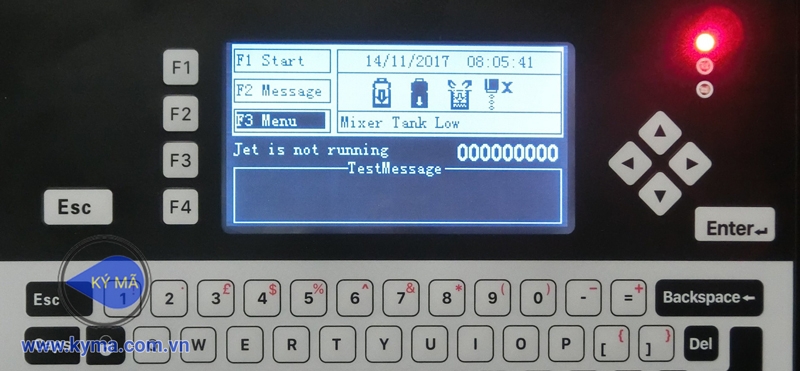 F1 Start
14/11/2017 08:05:41
F2 Message
F3 Menu
Mixer Tank Low
Jet is not running 000000000
TestMessage
F1
F2
F3
F4
Esc
Enter
KÝ MÃ
Esc 1 2 3 £ 4 $ 5 % 6 ^ 7 & 8 * 9 ( 0 ) - _ = + Backspace
W E R T Y U I O P [ { ] } Del
www.kyma.com.vn